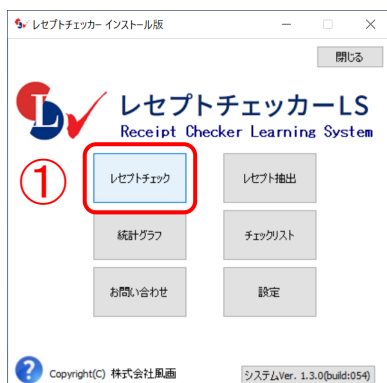 レセプトチェッカー インストール版
閉じる
レセプトチェッカーLS
Receipt Checker Learning System
①
レセプトチェック
レセプト抽出
統計グラフ
チェックリスト
お問い合わせ
設定
? Copyright(C) 株式会社風画
システムVer. 1.3.0(build:054)